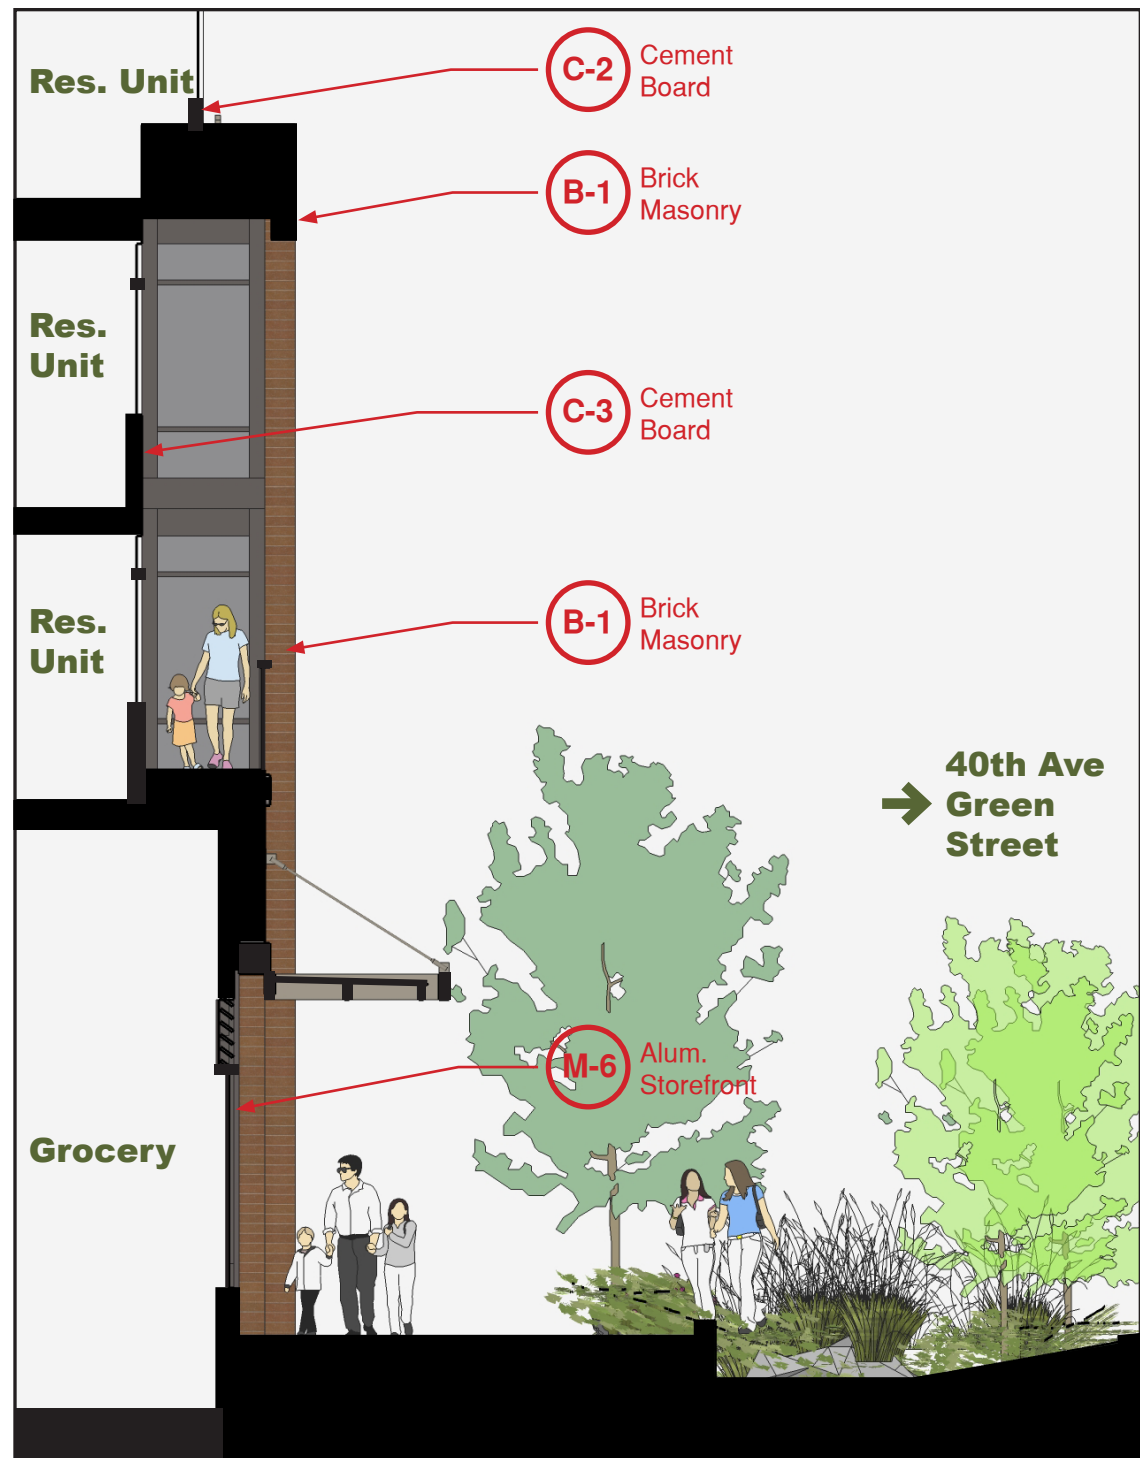 Res. Unit
C-2
Cement
Board
B-1
Brick
Masonry
Res.
Unit
C-3
Cement
Board
Res.
Unit
B-1
Brick
Masonry
40th Ave
Green
Street
M-6
Alum.
Storefront
Grocery